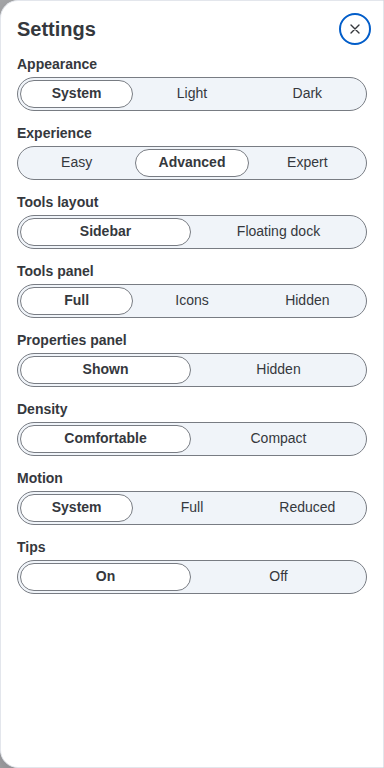 Settings
Appearance
System Light Dark
Experience
Easy Advanced Expert
Tools layout
Sidebar Floating dock
Tools panel
Full Icons Hidden
Properties panel
Shown Hidden
Density
Comfortable Compact
Motion
System Full Reduced
Tips
On Off